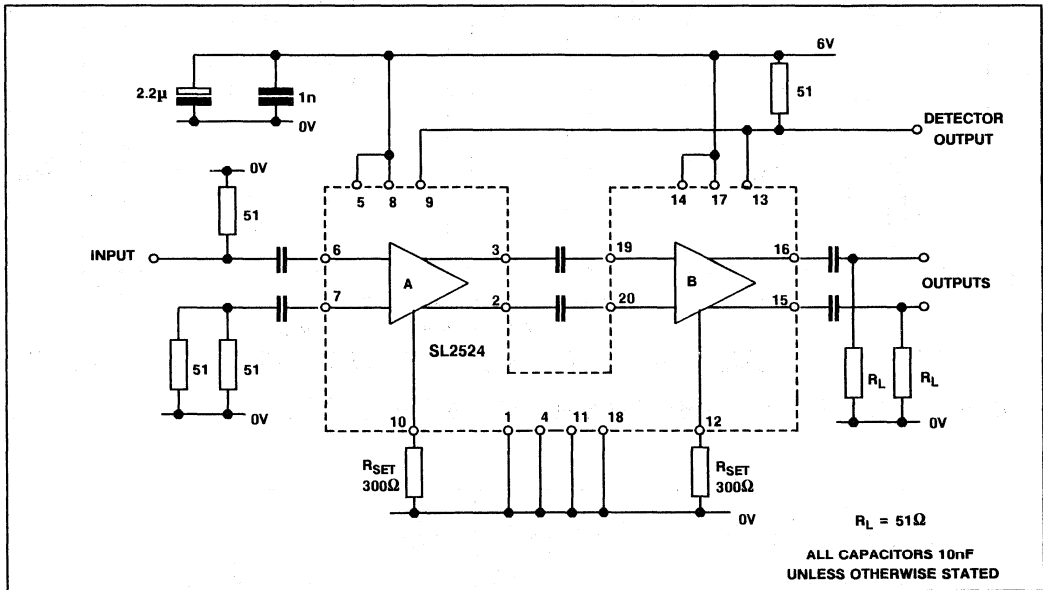 6V
2.2μ
1n
51
0V
DETECTOR
OUTPUT
0V
5
8
9
14
17
13
51
INPUT
6
3
19
16
A
B
OUTPUTS
7
2
20
15
SL2524
51
51
RL
RL
0V
10
1
4
11
18
12
0V
RSET
300Ω
RSET
300Ω
0V
RL = 51Ω
ALL CAPACITORS 10nF
UNLESS OTHERWISE STATED